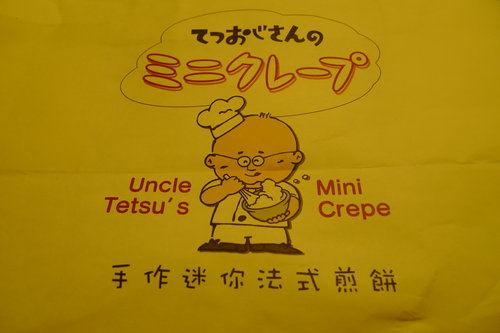 てつおじさんの
ミニクレープ
Uncle
Tetsu's
Mini
Crepe
手作迷你法式煎餅